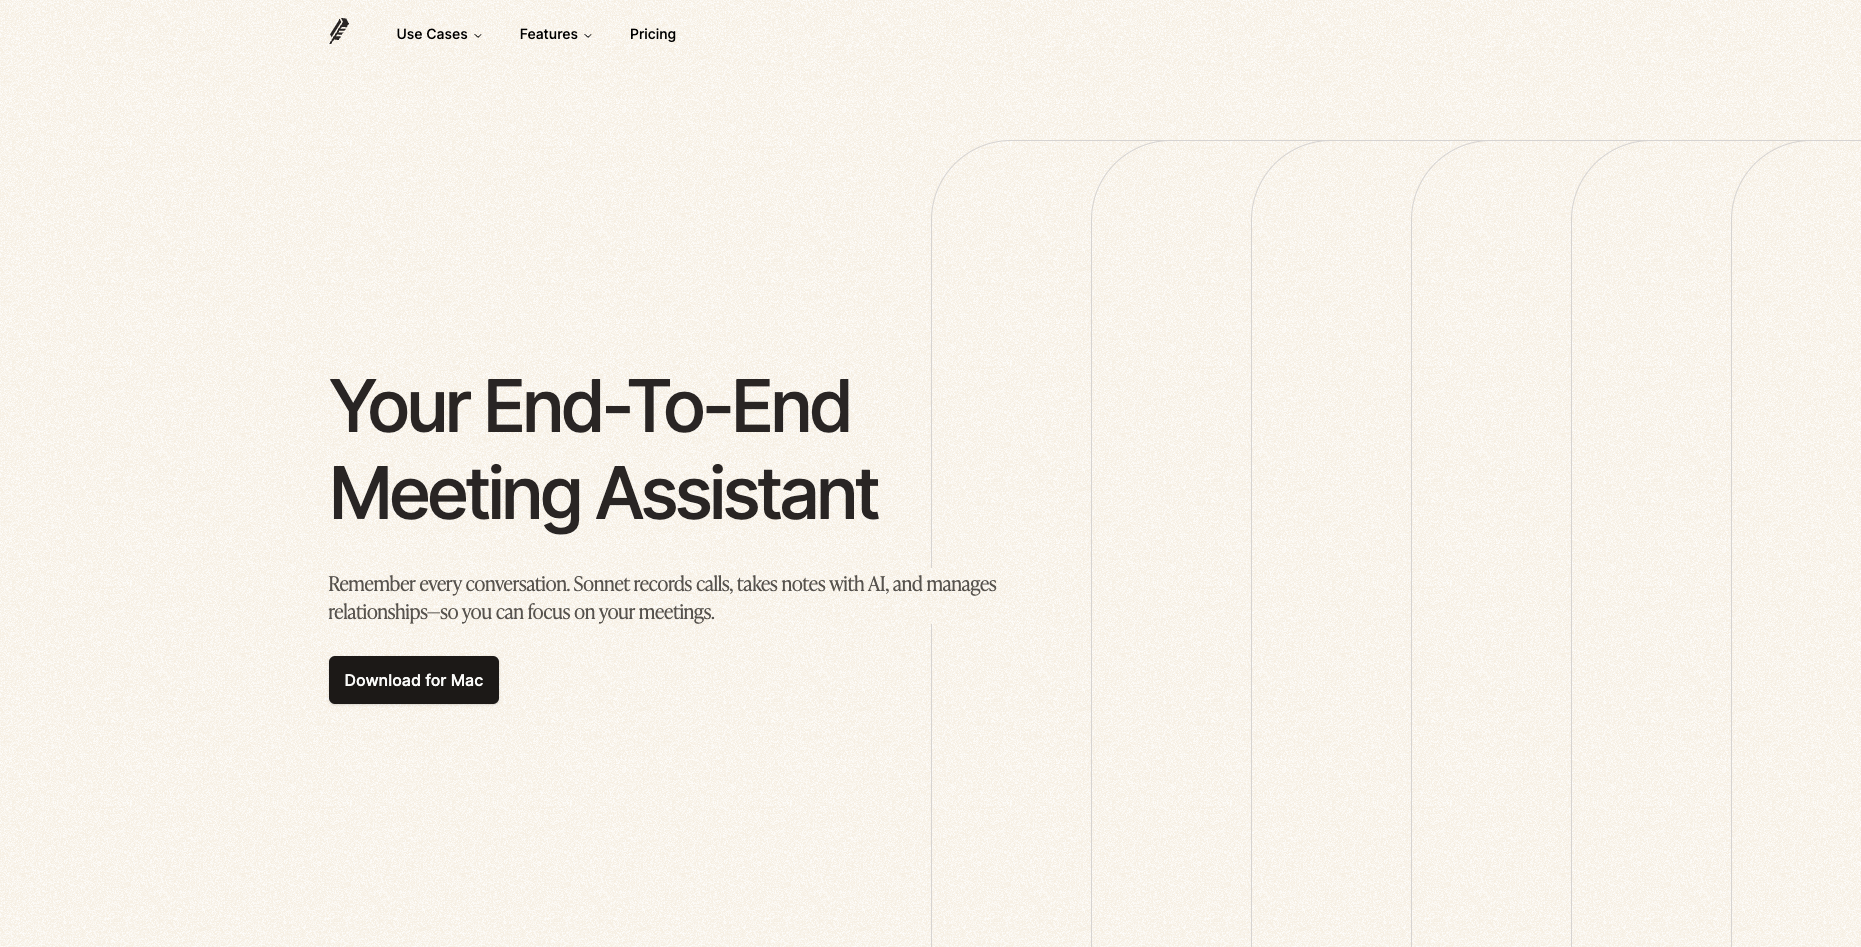 Use Cases
Features
Pricing
Your End-To-End
Meeting Assistant
Remember every conversation. Sonnet records calls, takes notes with AI, and manages
relationships—so you can focus on your meetings.
Download for Mac